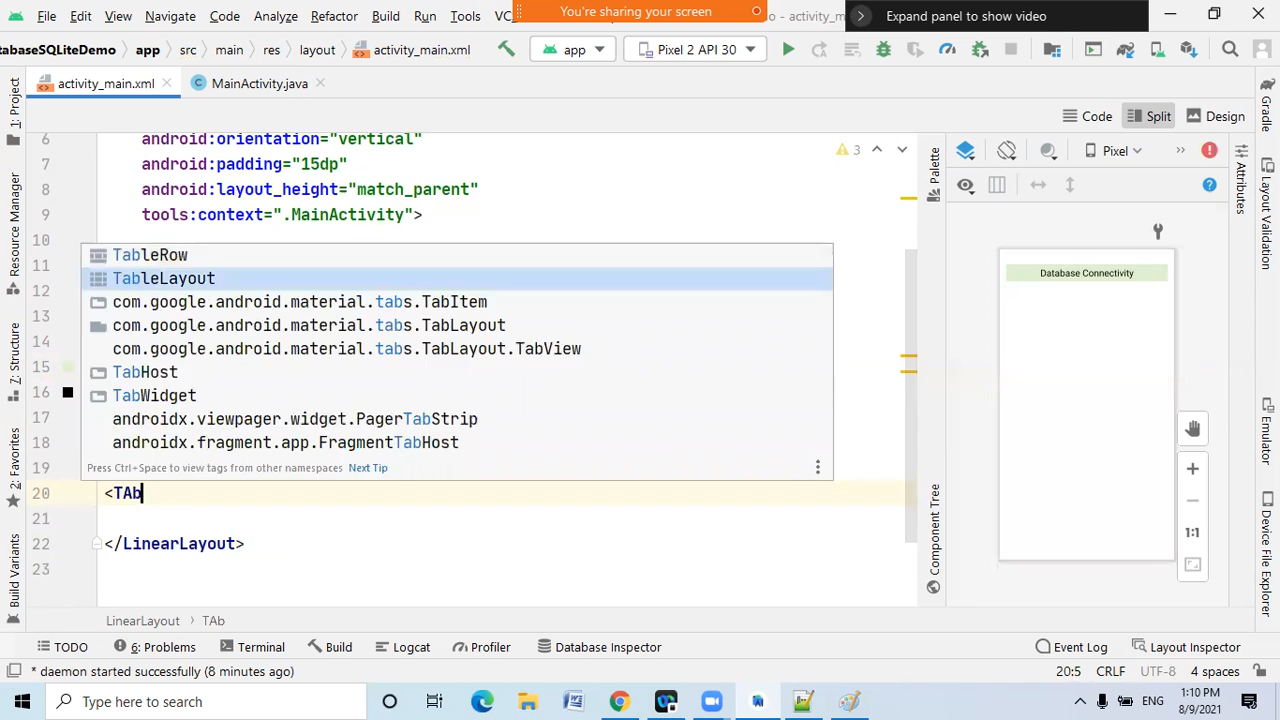 File Edit View Navigate Code Analyze Refactor Build Run Tools VC
You're sharing your screen
Expand panel to show video
atabaseSQLiteDemo app src main res layout activity_main.xml app Pixel 2 API 30
activity_main.xml MainActivity.java
Code Split Design
1: Project
Resource Manager
7: Structure
2: Favorites
Build Variants
6 android:orientation="vertical"
7 android:padding="15dp"
8 android:layout_height="match_parent"
9 tools:context=".MainActivity">
10
11
12
13
14
15
16
17
18
19
TableRow
TableLayout
com.google.android.material.tabs.TabItem
com.google.android.material.tabs.TabLayout
com.google.android.material.tabs.TabLayout.TabView
TabHost
TabWidget
androidx.viewpager.widget.PagerTabStrip
androidx.fragment.app.FragmentTabHost
Press Ctrl+Space to view tags from other namespaces Next Tip
20 <TAb
21
22 </LinearLayout>
23
3
Palette
Component Tree
Pixel
Database Connectivity
1:1
Attributes
Gradle
Layout Validation
Emulator
Device File Explorer
LinearLayout › TAb
TODO 6: Problems Terminal Build Logcat Profiler Database Inspector Event Log Layout Inspector
* daemon started successfully (8 minutes ago) 20:5 CRLF UTF-8 4 spaces
Type here to search
ENG
1:10 PM
8/9/2021